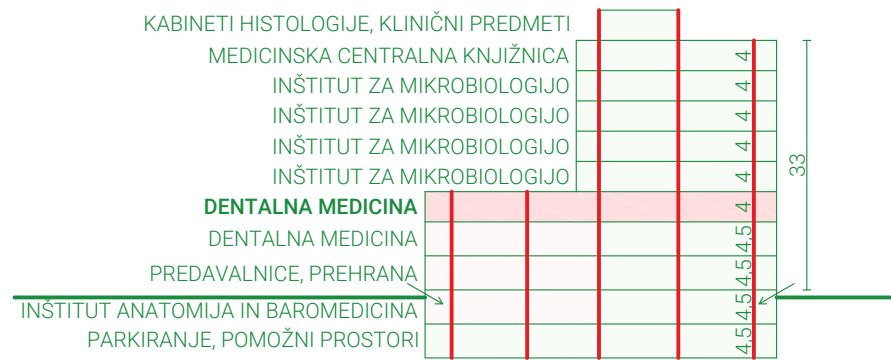 KABINETI HISTOLOGIJE, KLINIČNI PREDMETI
MEDICINSKA CENTRALNA KNJIŽNICA 4
INŠTITUT ZA MIKROBIOLOGIJO 4
INŠTITUT ZA MIKROBIOLOGIJO 4
INŠTITUT ZA MIKROBIOLOGIJO 4
INŠTITUT ZA MIKROBIOLOGIJO 4
33
DENTALNA MEDICINA 4
DENTALNA MEDICINA 4,5
PREDAVALNICE, PREHRANA 4,5
INŠTITUT ANATOMIJA IN BAROMEDICINA 4,5
PARKIRANJE, POMOŽNI PROSTORI 4,5